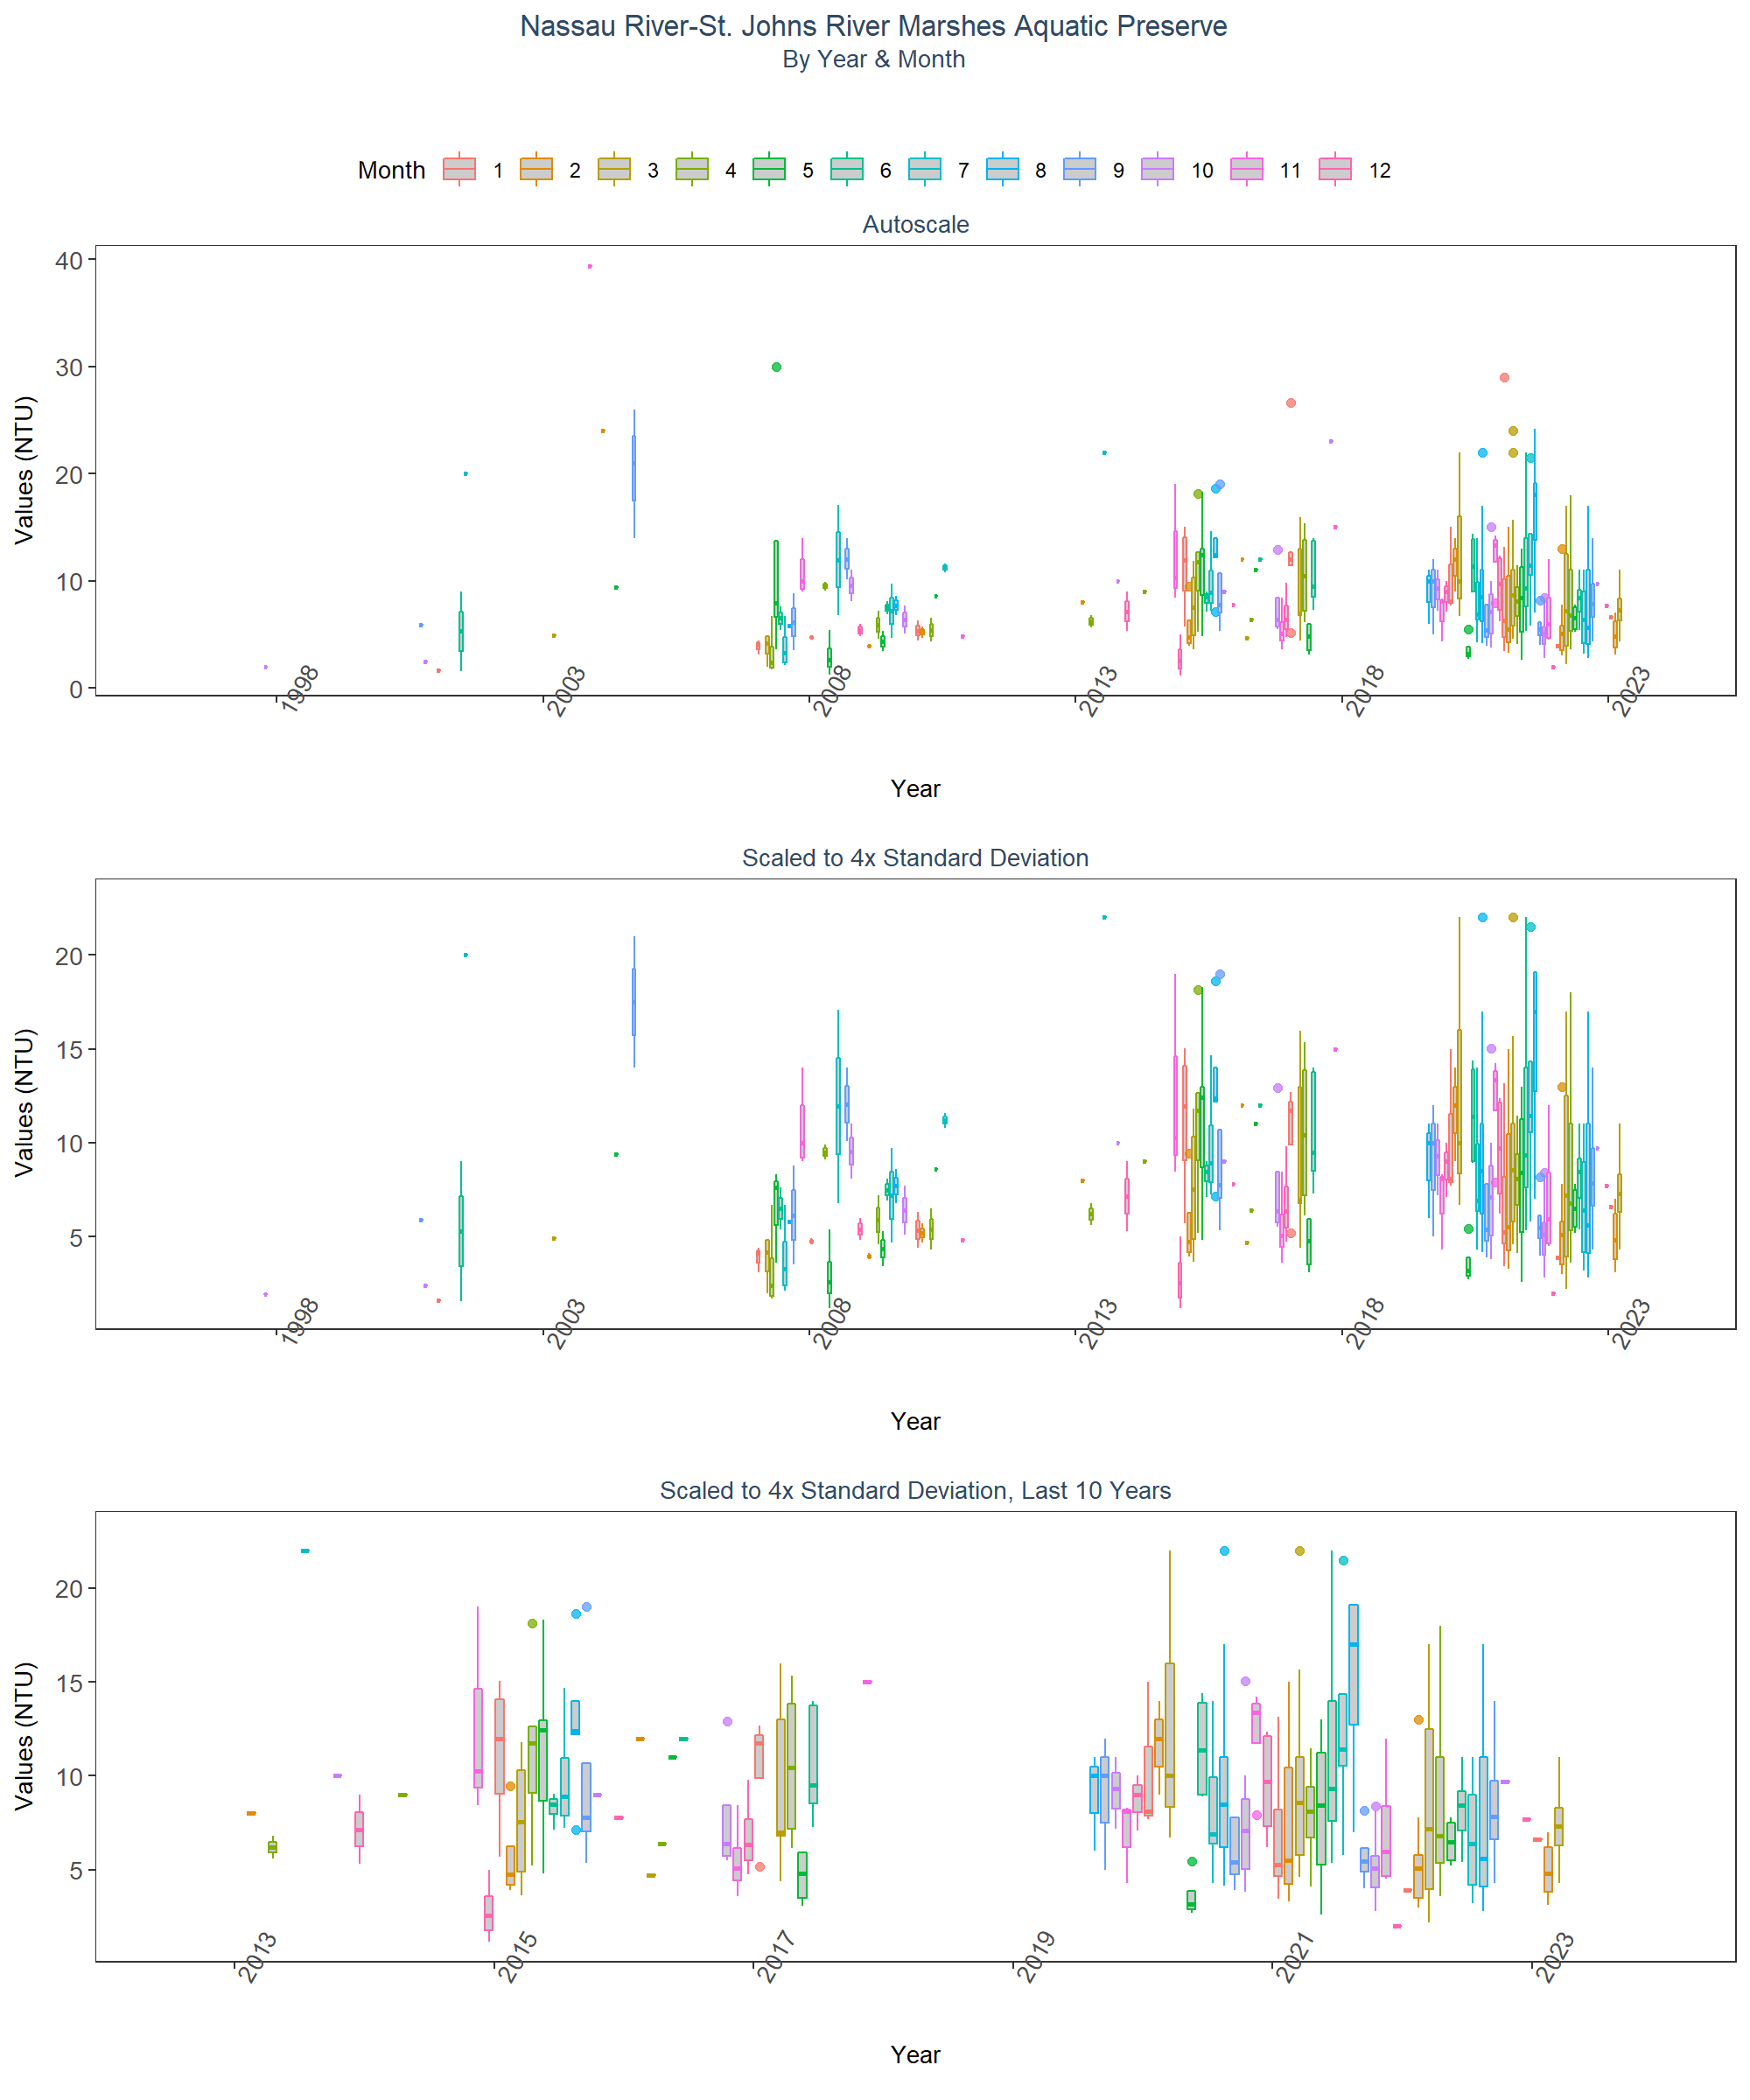 Nassau River-St. Johns River Marshes Aquatic Preserve
By Year & Month
Month 1 2 3 4 5 6 7 8 9 10 11 12
Autoscale
Values (NTU)
40
30
20
10
0
1998 2003 2008 2013 2018 2023
Year
Scaled to 4x Standard Deviation
Values (NTU)
20
15
10
5
1998 2003 2008 2013 2018 2023
Year
Scaled to 4x Standard Deviation, Last 10 Years
Values (NTU)
20
15
10
5
2013 2015 2017 2019 2021 2023
Year